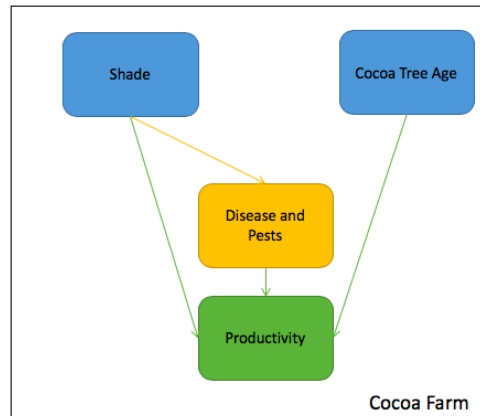 Shade
Cocoa Tree Age
Disease and
Pests
Productivity
Cocoa Farm